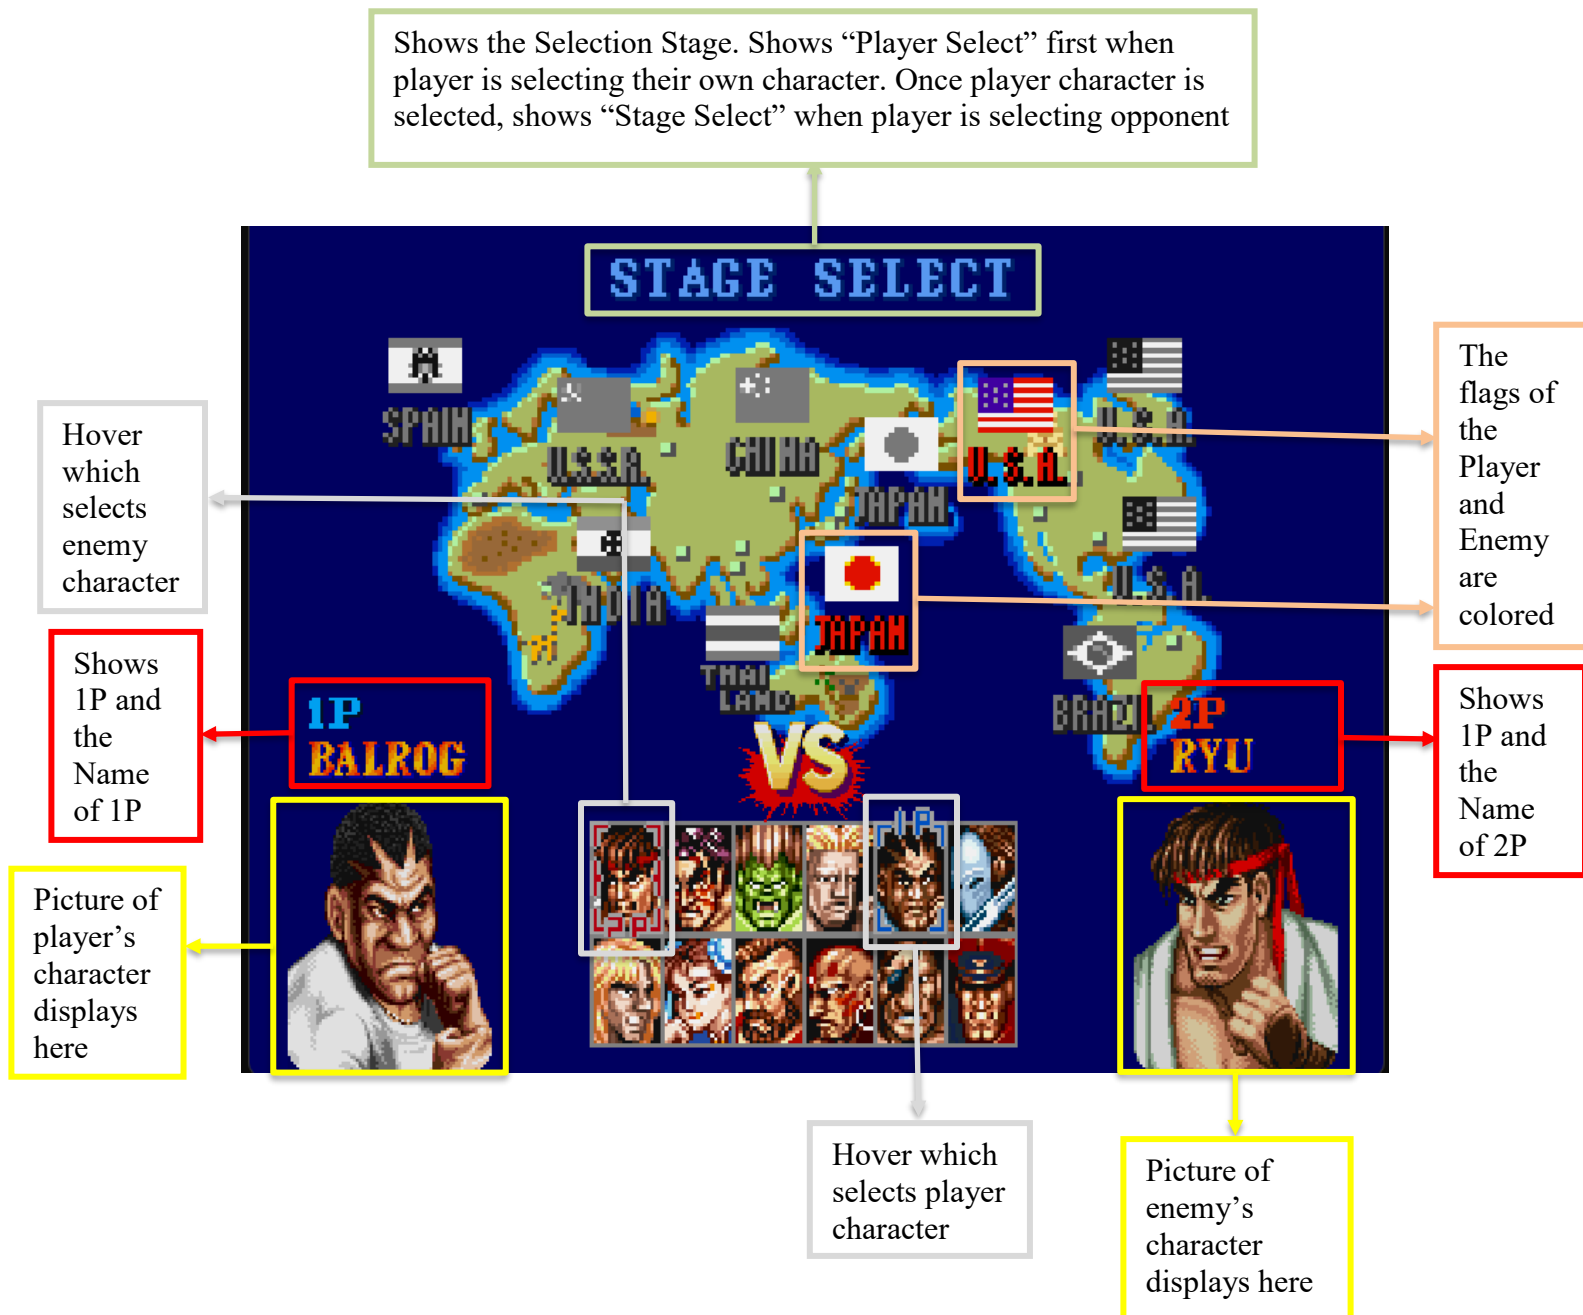 Shows the Selection Stage. Shows “Player Select” first when
player is selecting their own character. Once player character is
selected, shows “Stage Select” when player is selecting opponent
STAGE SELECT
SPAIN
U.S.S.R.
CHINA
JAPAN
U.S.A.
U.S.A.
U.S.A.
INDIA
JAPAN
THAI
LAND
BRAZIL
Hover
which
selects
enemy
character
The
flags of
the
Player
and
Enemy
are
colored
Shows
1P and
the
Name
of 1P
1P
BALROG
VS
2P
RYU
Shows
1P and
the
Name
of 2P
Picture of
player’s
character
displays
here
1P
2P
Hover which
selects player
character
Picture of
enemy’s
character
displays here